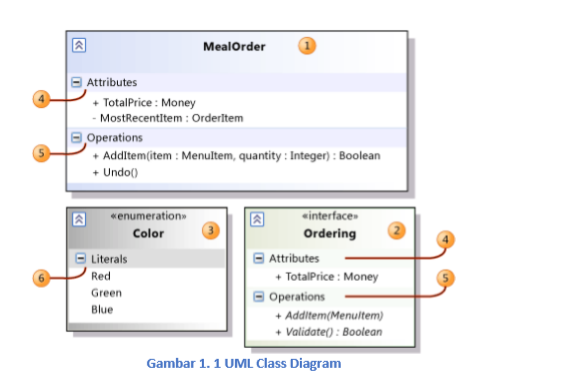 MealOrder 1
4 Attributes
+ TotalPrice : Money
- MostRecentItem : OrderItem
5 Operations
+ AddItem(item : MenuItem, quantity : Integer) : Boolean
+ Undo()
«enumeration»
Color 3
6 Literals
Red
Green
Blue
«interface»
Ordering 2
Attributes 4
+ TotalPrice : Money
Operations 5
+ AddItem(MenuItem)
+ Validate() : Boolean
Gambar 1. 1 UML Class Diagram